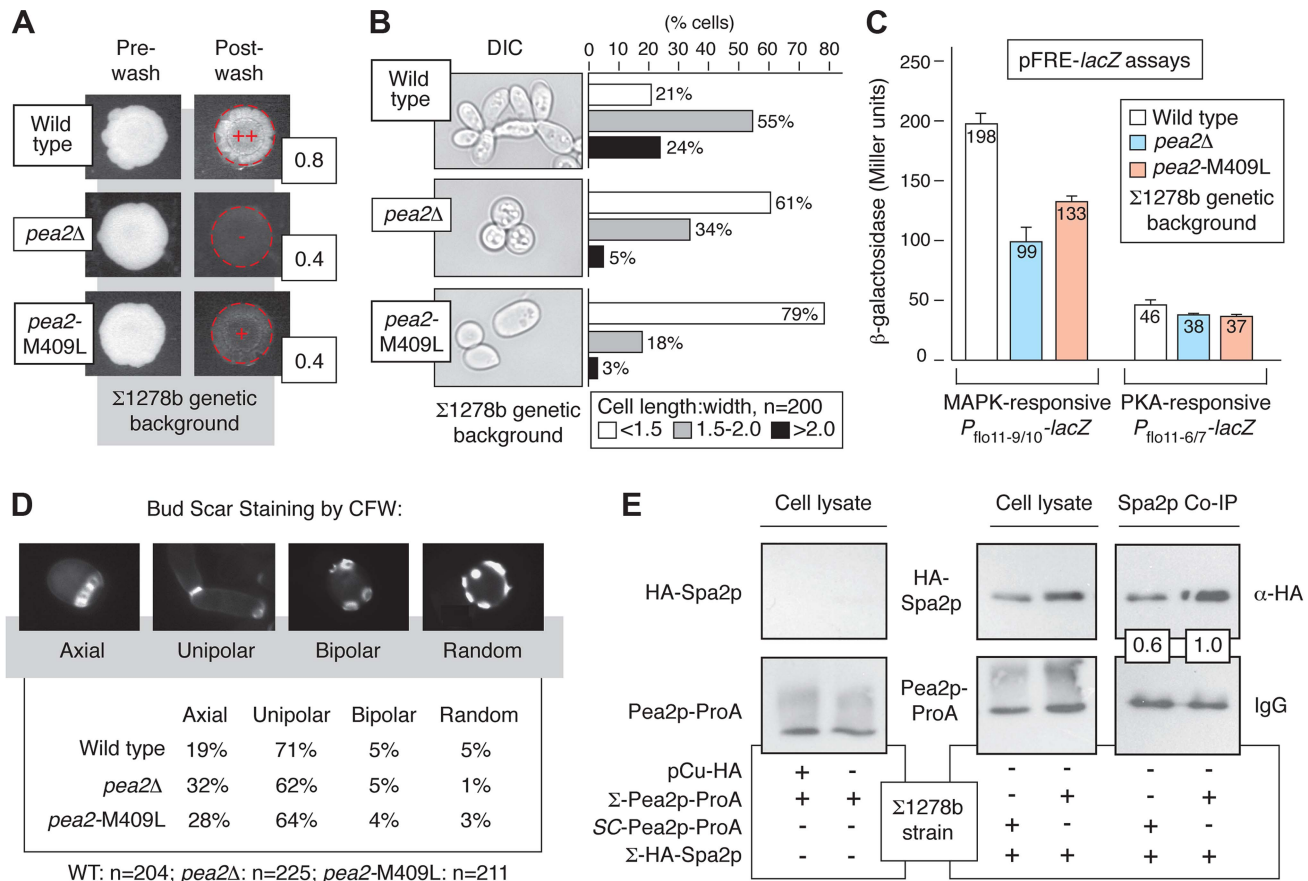 A
Pre-
wash
Post-
wash
Wild
type
++
0.8
pea2Δ
-
0.4
pea2-
M409L
+
0.4
Σ1278b genetic
background
B
DIC
(% cells)
0 10 20 30 40 50 60 70 80
Wild
type
21%
55%
24%
pea2Δ
61%
34%
5%
pea2-
M409L
79%
18%
3%
Σ1278b genetic
background
Cell length:width, n=200
<1.5 1.5-2.0 >2.0
C
pFRE-lacZ assays
β-galactosidase (Miller units)
250
200
150
100
50
0
Wild type
pea2Δ
pea2-M409L
Σ1278b genetic
background
198
99
133
46
38
37
MAPK-responsive
Pflo11-9/10-lacZ
PKA-responsive
Pflo11-6/7-lacZ
D
Bud Scar Staining by CFW:
Axial Unipolar Bipolar Random
Axial Unipolar Bipolar Random
Wild type 19% 71% 5% 5%
pea2Δ 32% 62% 5% 1%
pea2-M409L 28% 64% 4% 3%
WT: n=204; pea2Δ: n=225; pea2-M409L: n=211
E
Cell lysate
Cell lysate
Spa2p Co-IP
HA-Spa2p
HA-
Spa2p
α-HA
0.6 1.0
Pea2p-ProA
Pea2p-
ProA
IgG
pCu-HA + - - - - -
Σ-Pea2p-ProA + + - + - +
SC-Pea2p-ProA - - + - + -
Σ-HA-Spa2p - - + + + +
Σ1278b
strain